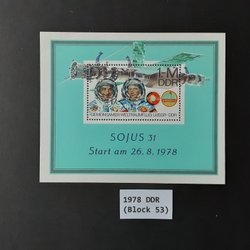 1 M
DDR
GEMEINSAMER WELTRAUMFLUG UdSSR-DDR
SOJUS 31
Start am 26.8.1978
1978 DDR
(Block 53)